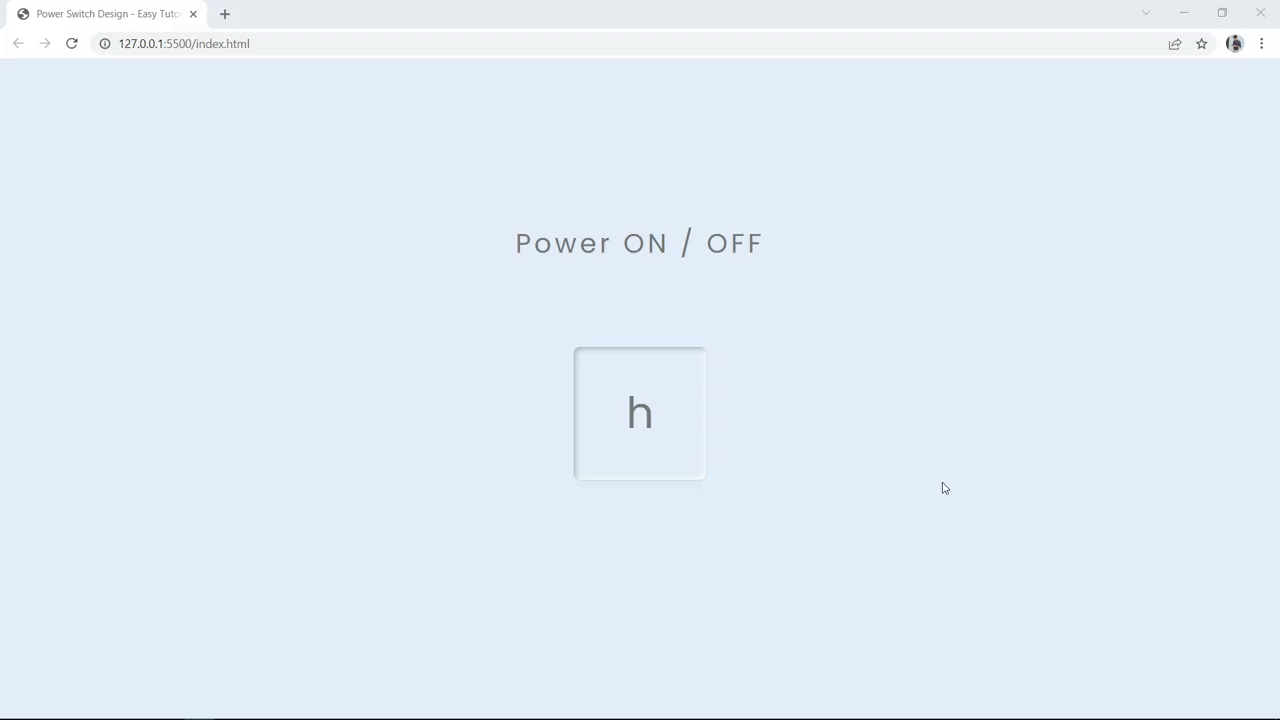 Power Switch Design - Easy Tuto
127.0.0.1:5500/index.html
Power ON / OFF
h